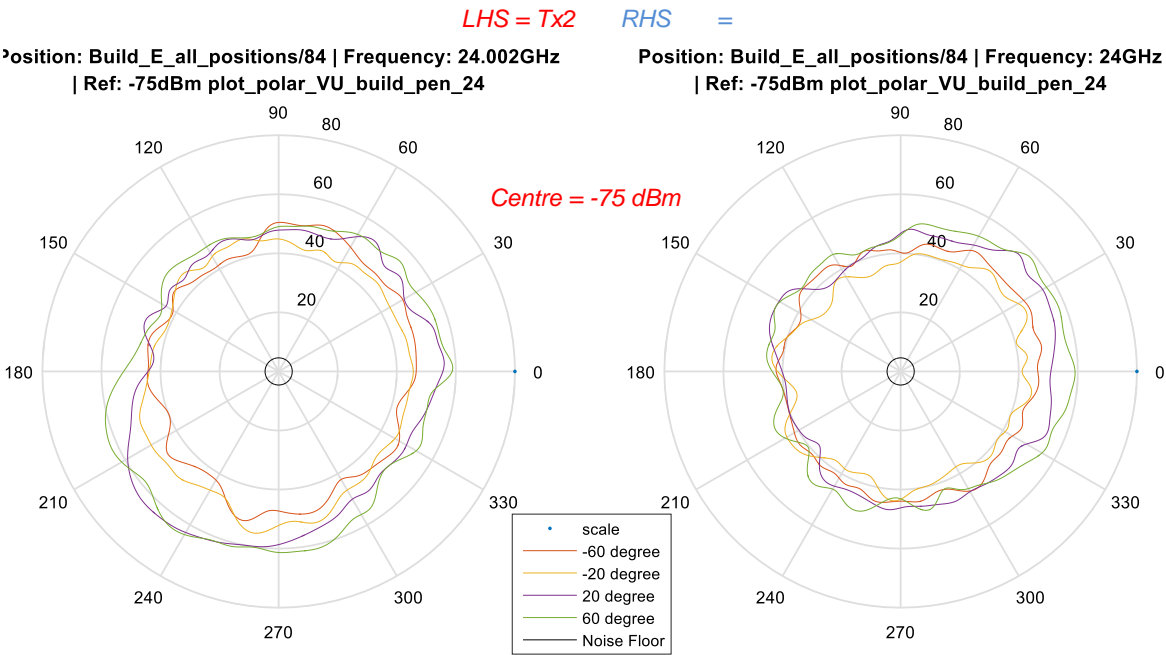 LHS = Tx2 RHS =
Position: Build_E_all_positions/84 | Frequency: 24.002GHz
| Ref: -75dBm plot_polar_VU_build_pen_24
Position: Build_E_all_positions/84 | Frequency: 24GHz
| Ref: -75dBm plot_polar_VU_build_pen_24
Centre = -75 dBm
90
80
120
60
60
150
40
30
20
180
0
210
330
240
300
270
90
80
120
60
60
150
40
30
20
180
0
210
330
240
300
270
scale
-60 degree
-20 degree
20 degree
60 degree
Noise Floor